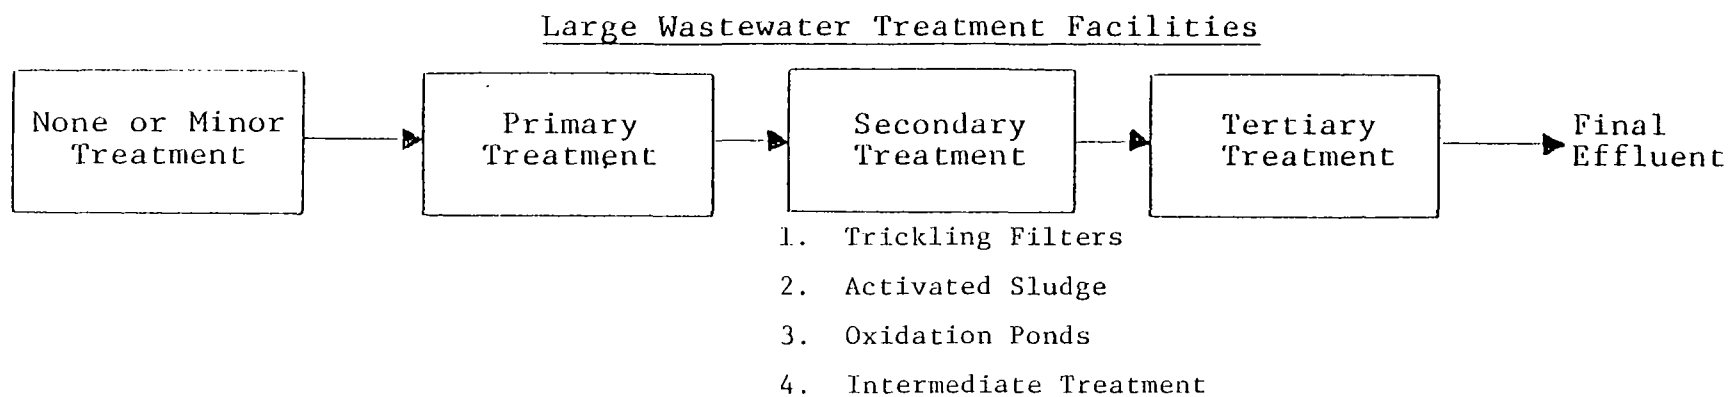 Large Wastewater Treatment Facilities
None or Minor
Treatment
Primary
Treatment
Secondary
Treatment
Tertiary
Treatment
Final
Effluent
1. Trickling Filters
2. Activated Sludge
3. Oxidation Ponds
4. Intermediate Treatment